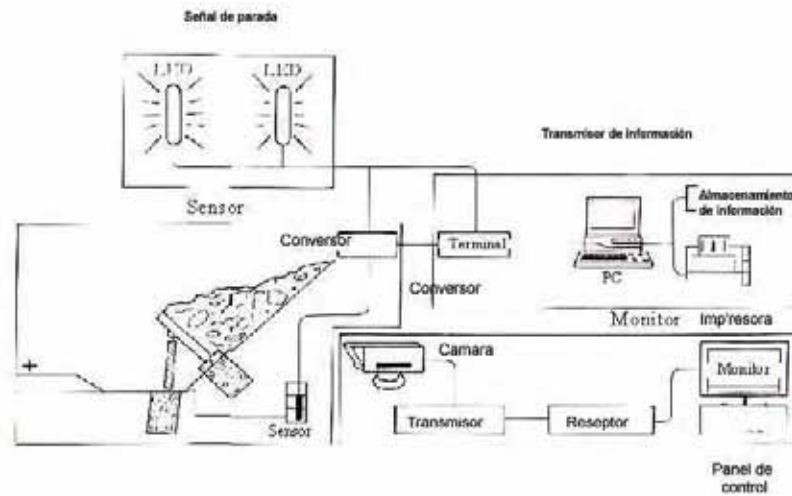 Señal de parada
LED
LED
Transmisor de información
Sensor
Almacenamiento
de información
Conversor
Terminal
PC
Conversor
Monitor
Imp'resora
Camara
Monitor
Sensor
Transmisor
Reseptor
Panel de
control